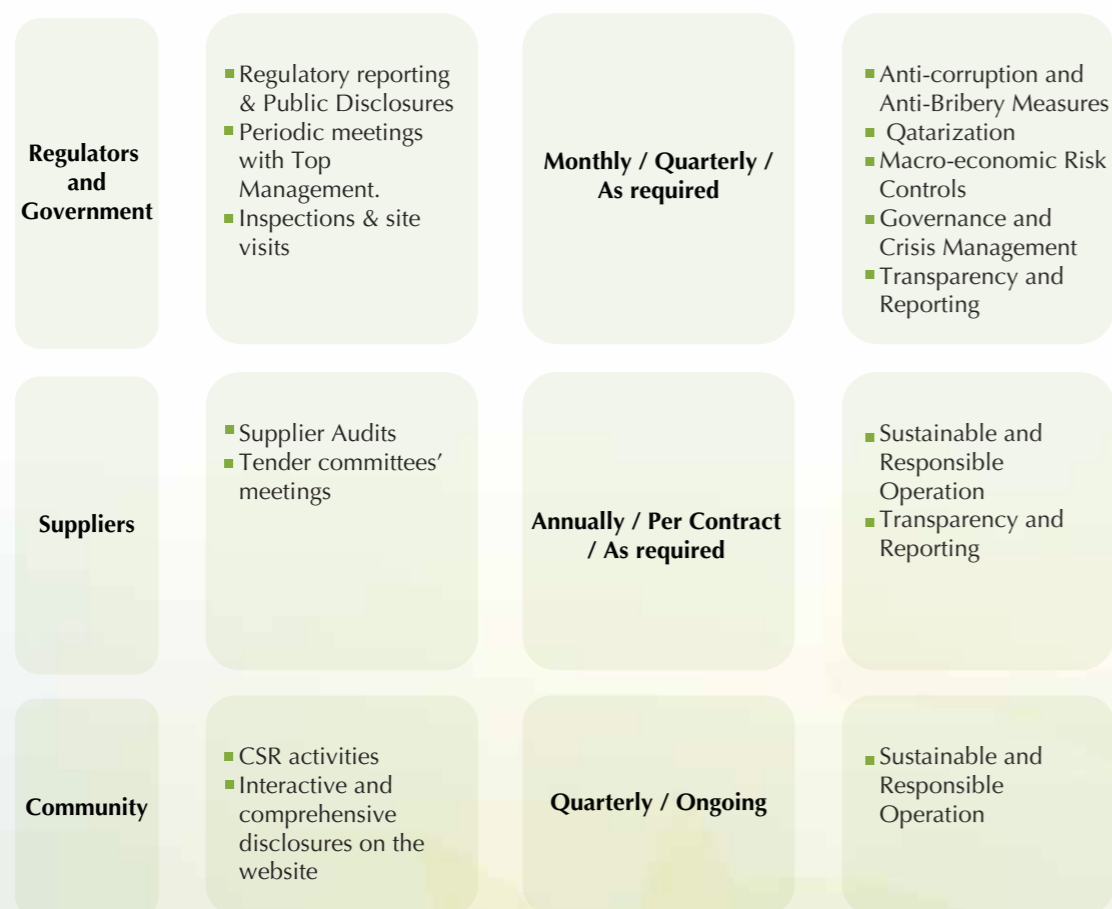 Regulators
and
Government
■ Regulatory reporting
& Public Disclosures
■ Periodic meetings
with Top
Management.
■ Inspections & site
visits
Monthly / Quarterly /
As required
■ Anti-corruption and
Anti-Bribery Measures
■ Qatarization
■ Macro-economic Risk
Controls
■ Governance and
Crisis Management
■ Transparency and
Reporting
Suppliers
■ Supplier Audits
■ Tender committees’
meetings
Annually / Per Contract
/ As required
■ Sustainable and
Responsible
Operation
■ Transparency and
Reporting
Community
■ CSR activities
■ Interactive and
comprehensive
disclosures on the
website
Quarterly / Ongoing
■ Sustainable and
Responsible
Operation